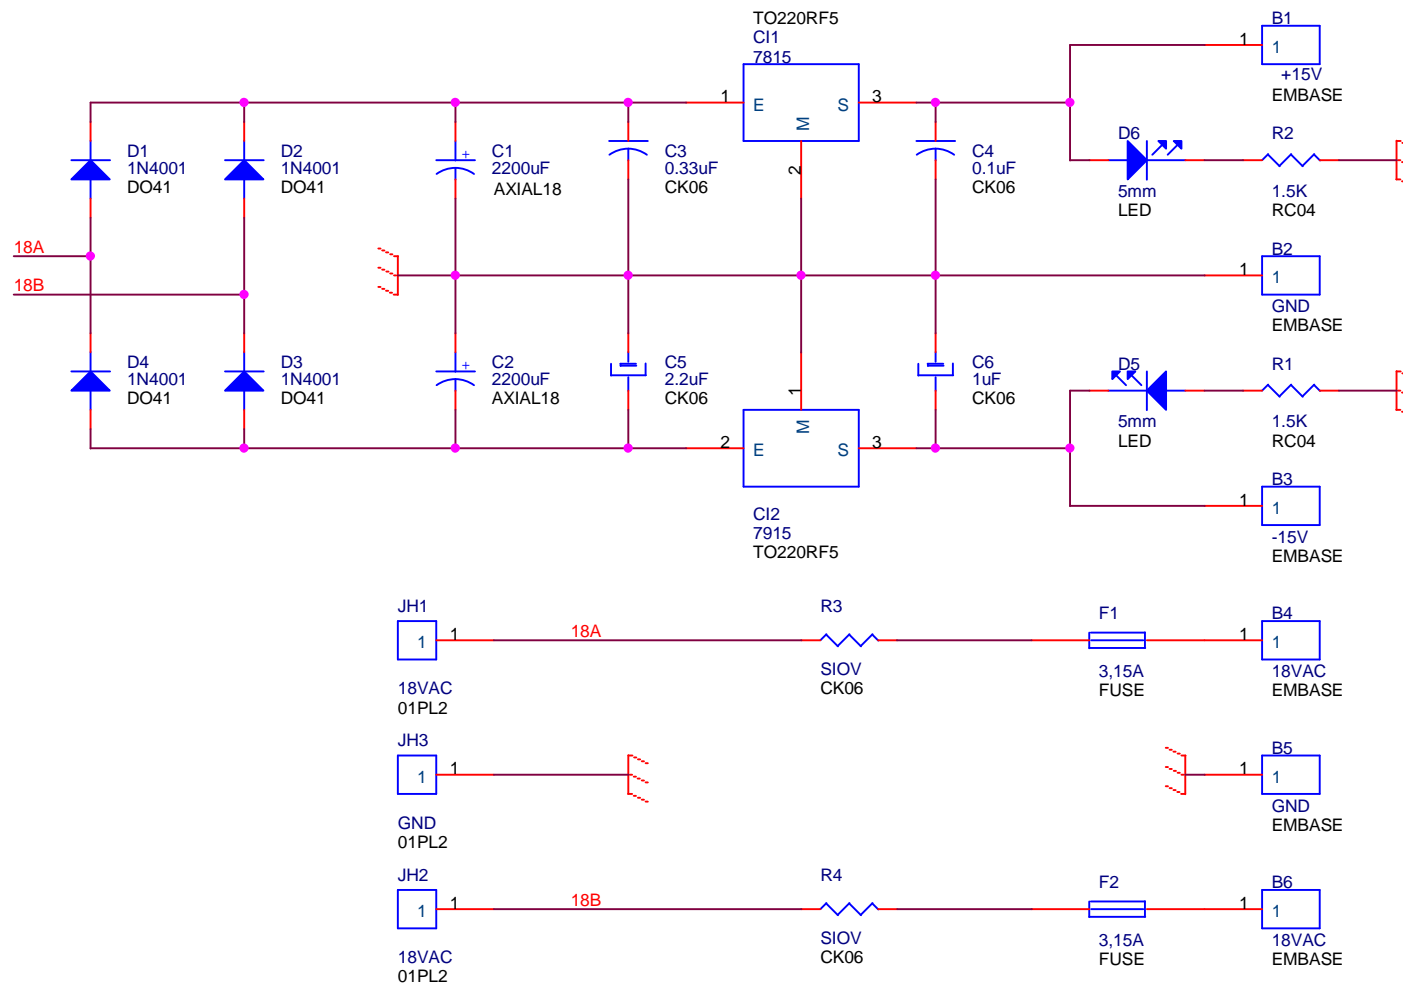 TO220RF5
CI1
7815
1
E
S
3
M
2
B1
1
1
+15V
EMBASE
D1
1N4001
DO41
D2
1N4001
DO41
+
C1
2200uF
AXIAL18
C3
0.33uF
CK06
C4
0.1uF
CK06
D6
5mm
LED
R2
1.5K
RC04
18A
18B
B2
1
1
GND
EMBASE
D4
1N4001
DO41
D3
1N4001
DO41
+
C2
2200uF
AXIAL18
C5
2.2uF
CK06
C6
1uF
CK06
D5
5mm
LED
R1
1.5K
RC04
1
M
2
E
S
3
CI2
7915
TO220RF5
B3
1
1
-15V
EMBASE
JH1
1
1
18VAC
01PL2
18A
R3
SIOV
CK06
F1
3,15A
FUSE
B4
1
1
18VAC
EMBASE
JH3
1
1
GND
01PL2
B5
1
1
GND
EMBASE
JH2
1
1
18VAC
01PL2
18B
R4
SIOV
CK06
F2
3,15A
FUSE
B6
1
1
18VAC
EMBASE